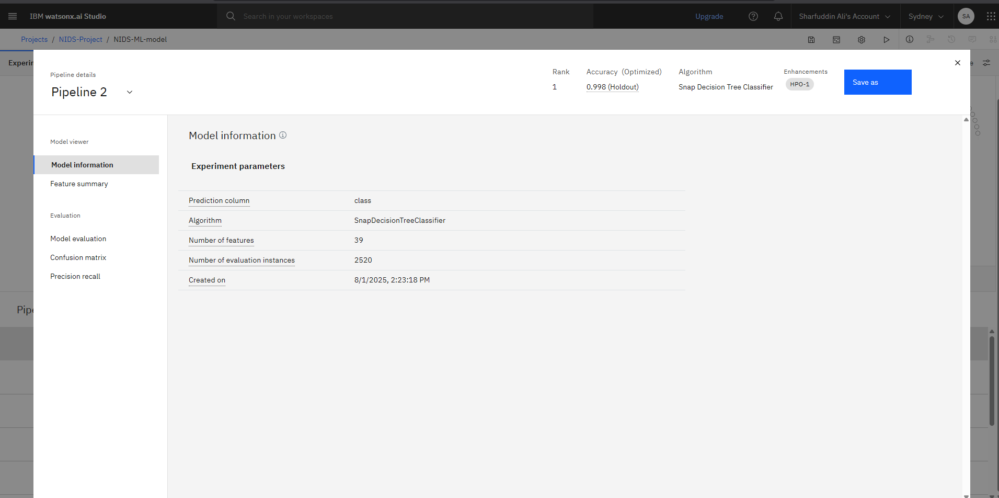 IBM watsonx.ai Studio
Search in your workspaces
Upgrade
Sharfuddin Ali's Account
Sydney
SA
Projects / NIDS-Project / NIDS-ML-model
Experin
e
Pipeline details
Pipeline 2
Rank
1
Accuracy (Optimized)
0.998 (Holdout)
Algorithm
Snap Decision Tree Classifier
Enhancements
HPO-1
Save as
Model viewer
Model information
Feature summary
Evaluation
Model evaluation
Confusion matrix
Precision recall
Model information
Experiment parameters
Prediction column class
Algorithm SnapDecisionTreeClassifier
Number of features 39
Number of evaluation instances 2520
Created on 8/1/2025, 2:23:18 PM
Pipe